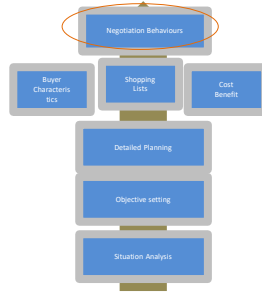 Negotiation Behaviours
Buyer
Characteris
tics
Shopping
Lists
Cost
Benefit
Detailed Planning
Objective setting
Situation Analysis